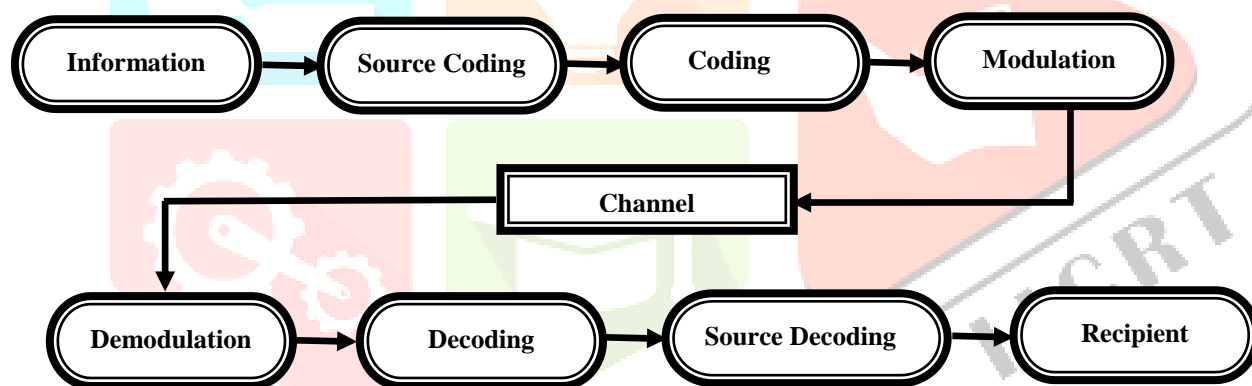 Information
Source Coding
Coding
Modulation
Channel
Demodulation
Decoding
Source Decoding
Recipient